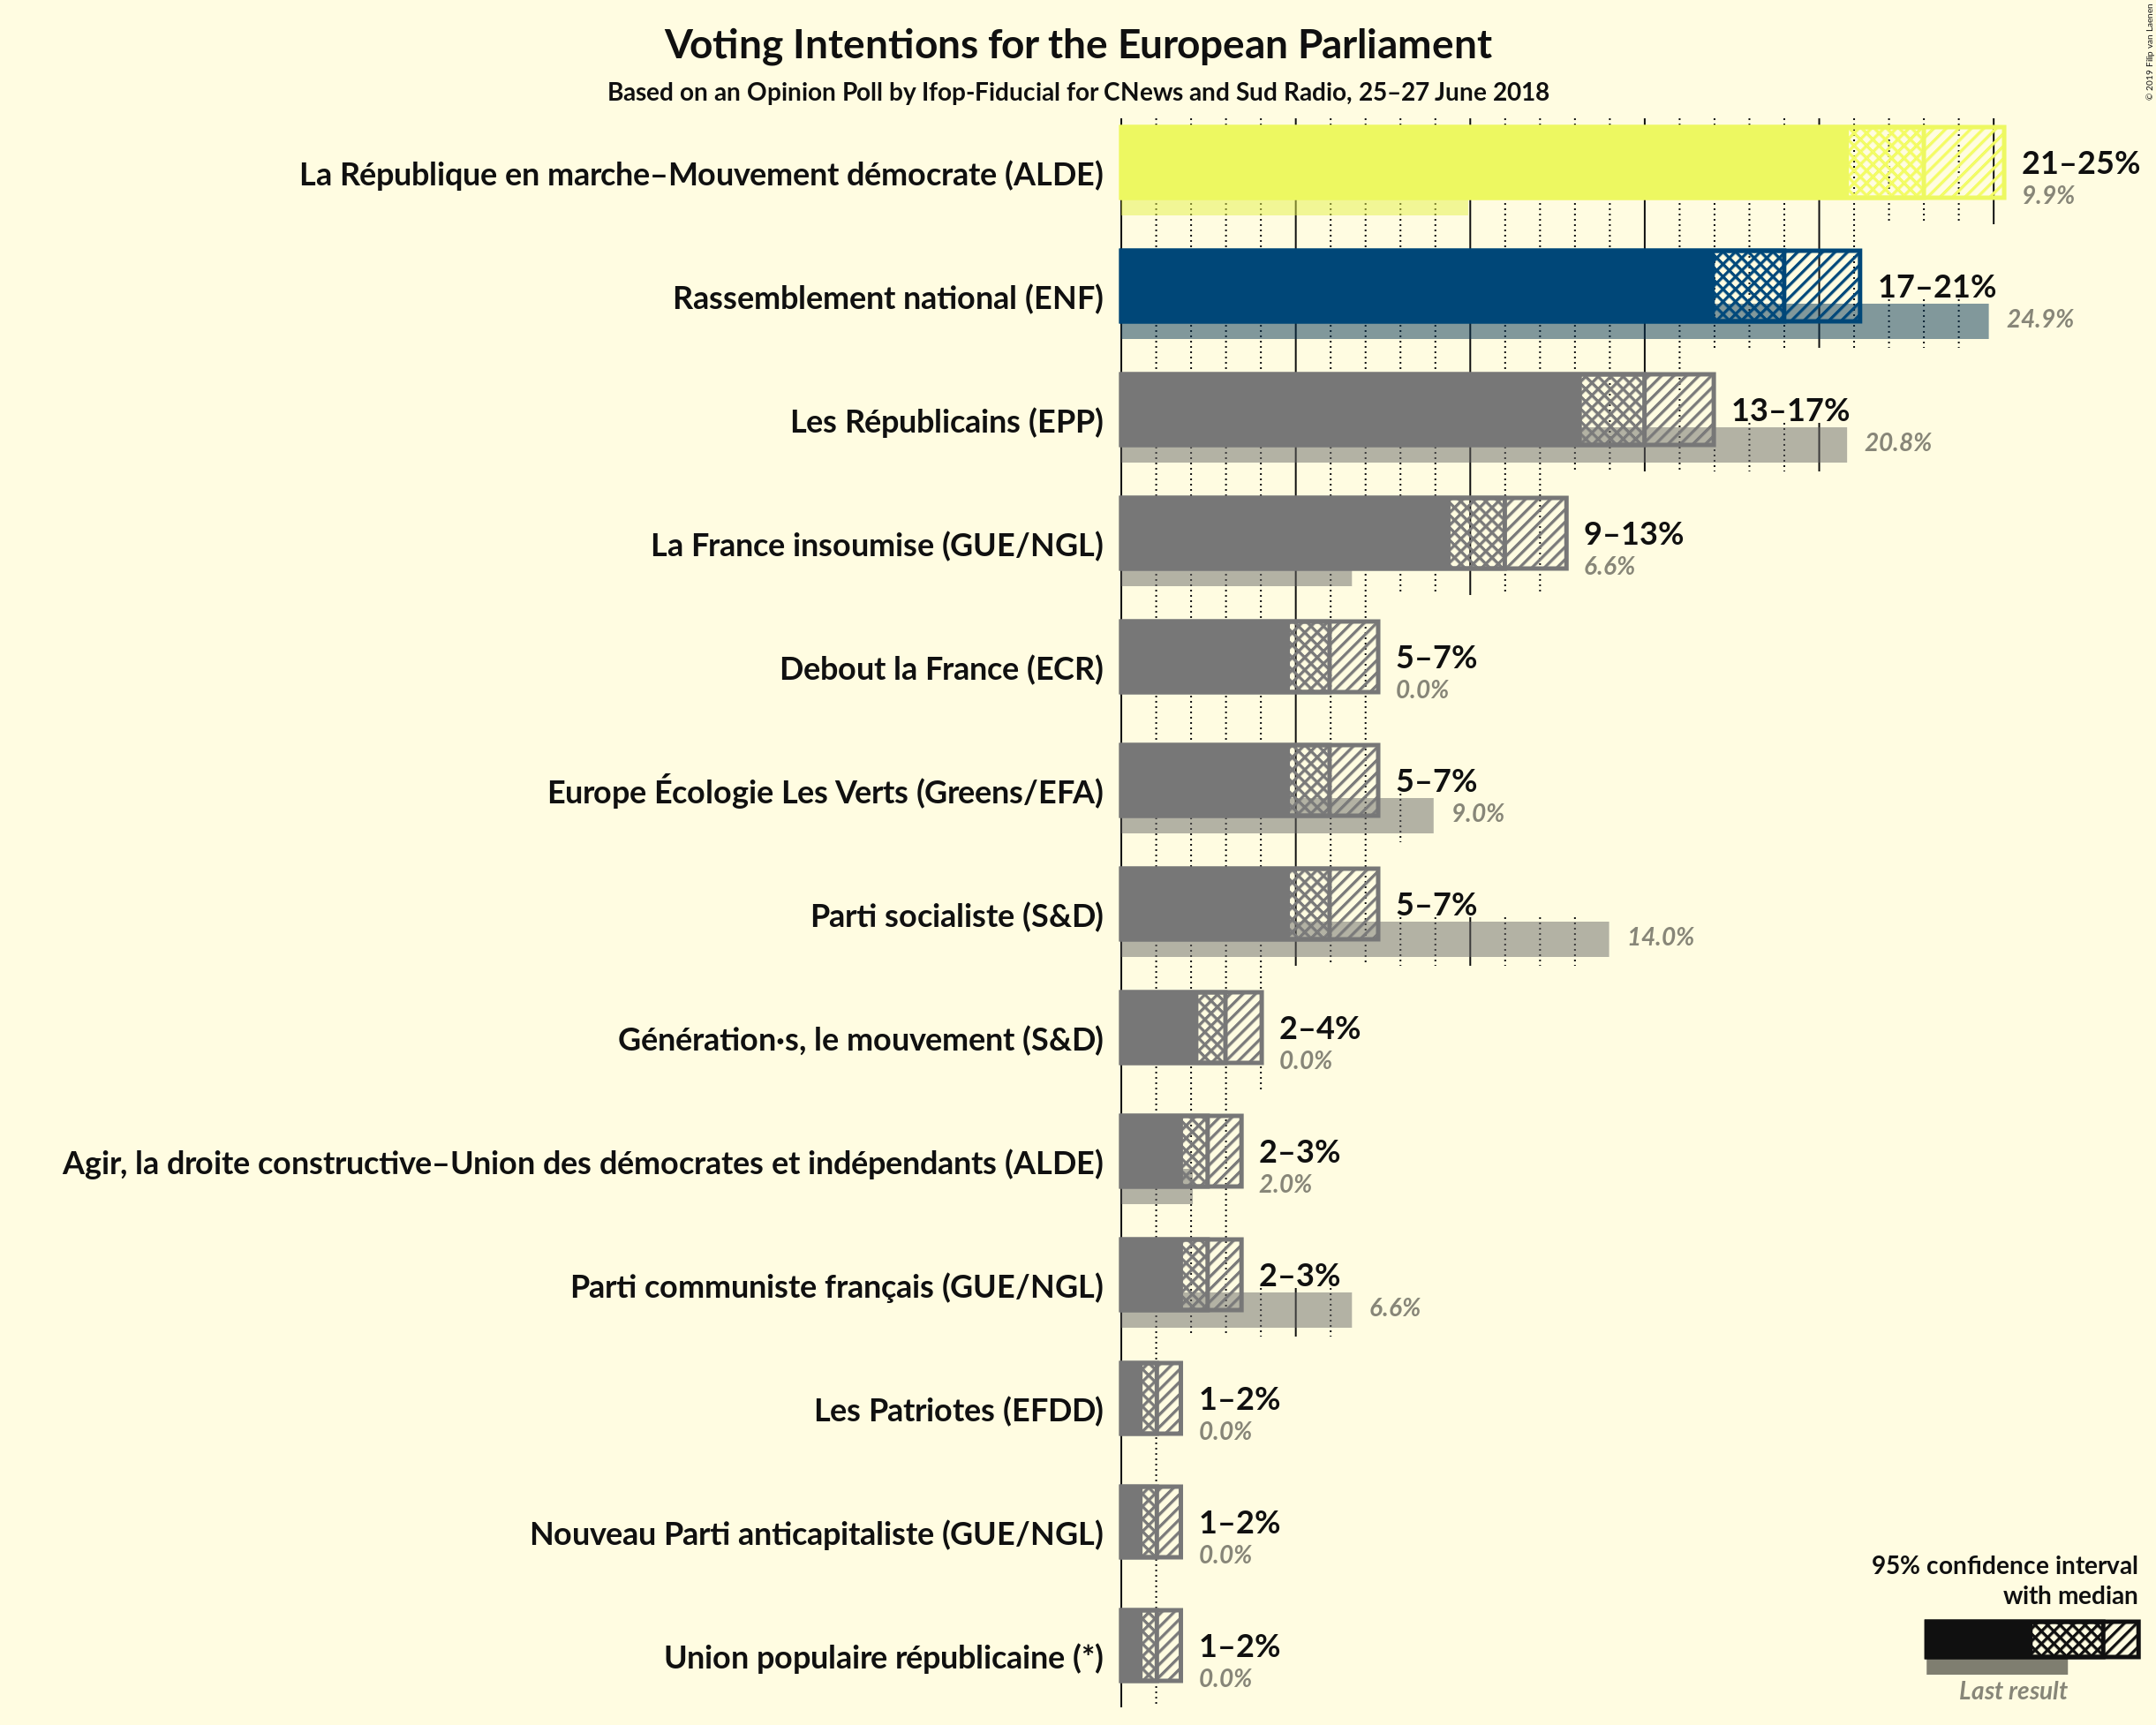 Voting Intentions for the European Parliament
Based on an Opinion Poll by Ifop-Fiducial for CNews and Sud Radio, 25–27 June 2018
© 2019 Filip van Laenen
La République en marche–Mouvement démocrate (ALDE)
21–25%
9.9%
Rassemblement national (ENF)
17–21%
24.9%
Les Républicains (EPP)
13–17%
20.8%
La France insoumise (GUE/NGL)
9–13%
6.6%
Debout la France (ECR)
5–7%
0.0%
Europe Écologie Les Verts (Greens/EFA)
5–7%
9.0%
Parti socialiste (S&D)
5–7%
14.0%
Génération·s, le mouvement (S&D)
2–4%
0.0%
Agir, la droite constructive–Union des démocrates et indépendants (ALDE)
2–3%
2.0%
Parti communiste français (GUE/NGL)
2–3%
6.6%
Les Patriotes (EFDD)
1–2%
0.0%
Nouveau Parti anticapitaliste (GUE/NGL)
1–2%
0.0%
Union populaire républicaine (*)
1–2%
0.0%
95% confidence interval
with median
Last result